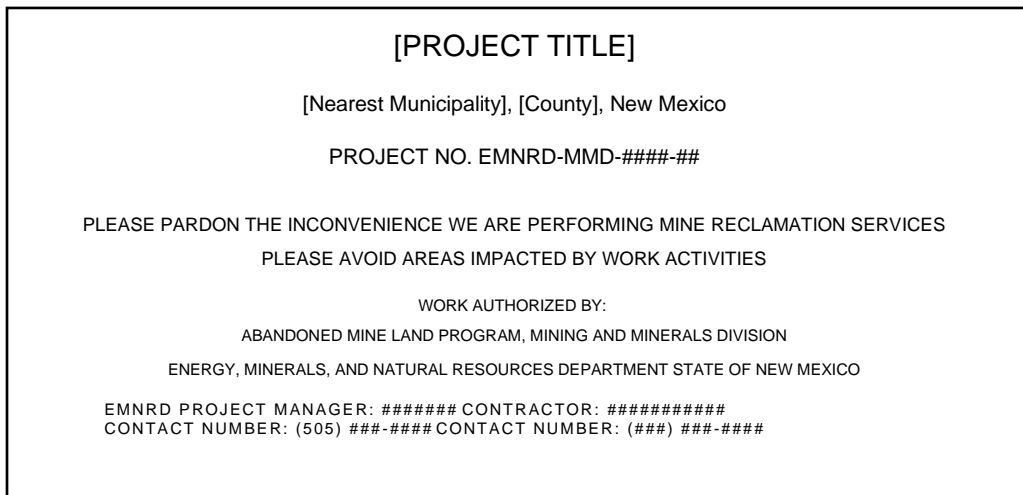 [PROJECT TITLE]
[Nearest Municipality], [County], New Mexico
PROJECT NO. EMNRD-MMD-####-##
PLEASE PARDON THE INCONVENIENCE WE ARE PERFORMING MINE RECLAMATION SERVICES
PLEASE AVOID AREAS IMPACTED BY WORK ACTIVITIES
WORK AUTHORIZED BY:
ABANDONED MINE LAND PROGRAM, MINING AND MINERALS DIVISION
ENERGY, MINERALS, AND NATURAL RESOURCES DEPARTMENT STATE OF NEW MEXICO
EMNRD PROJECT MANAGER: ####### CONTRACTOR: ###########
CONTACT NUMBER: (505) ###-#### CONTACT NUMBER: (###) ###-####